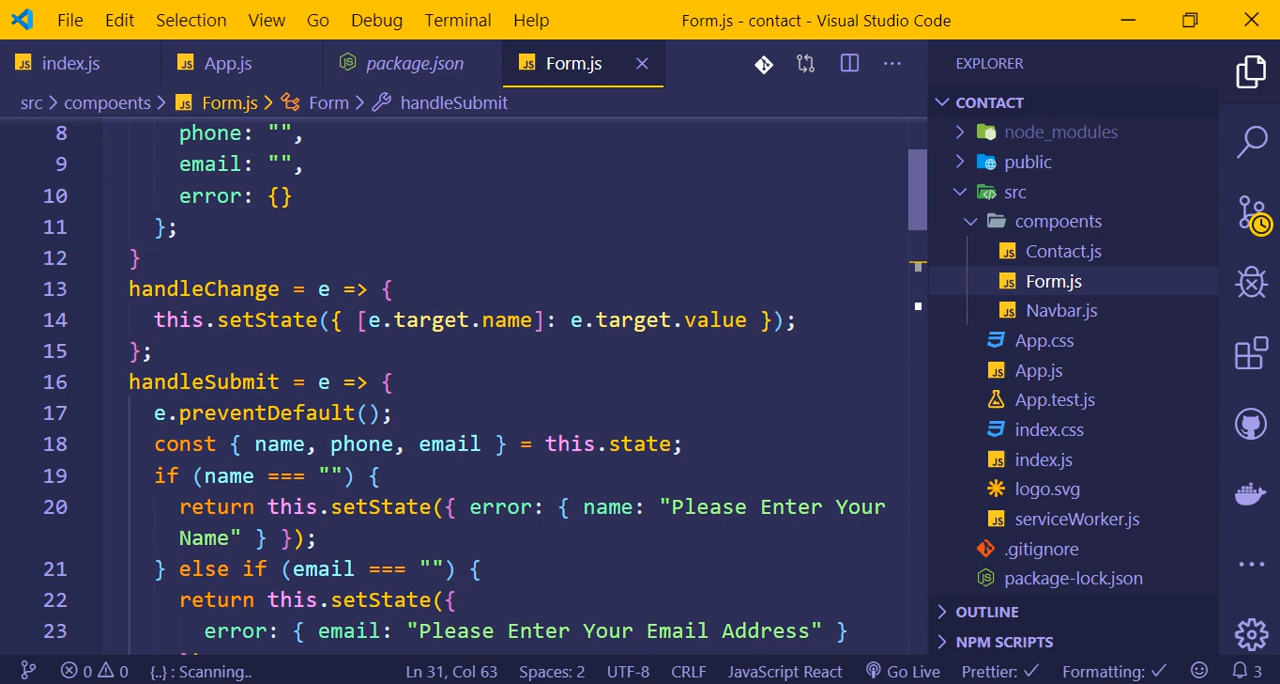 File Edit Selection View Go Debug Terminal Help Form.js - contact - Visual Studio Code
index.js App.js package.json Form.js
src > compoents > Form.js > Form > handleSubmit
8 phone: "",
9 email: "",
10 error: {}
11 };
12 }
13 handleChange = e => {
14 this.setState({ [e.target.name]: e.target.value });
15 };
16 handleSubmit = e => {
17 e.preventDefault();
18 const { name, phone, email } = this.state;
19 if (name === "") {
20 return this.setState({ error: { name: "Please Enter Your
Name" } });
21 } else if (email === "") {
22 return this.setState({
23 error: { email: "Please Enter Your Email Address" }
EXPLORER
CONTACT
node_modules
public
src
compoents
Contact.js
Form.js
Navbar.js
App.css
App.js
App.test.js
index.css
index.js
logo.svg
serviceWorker.js
.gitignore
package-lock.json
OUTLINE
NPM SCRIPTS
0 0 {..} : Scanning.. Ln 31, Col 63 Spaces: 2 UTF-8 CRLF JavaScript React Go Live Prettier: ✓ Formatting: ✓ 3